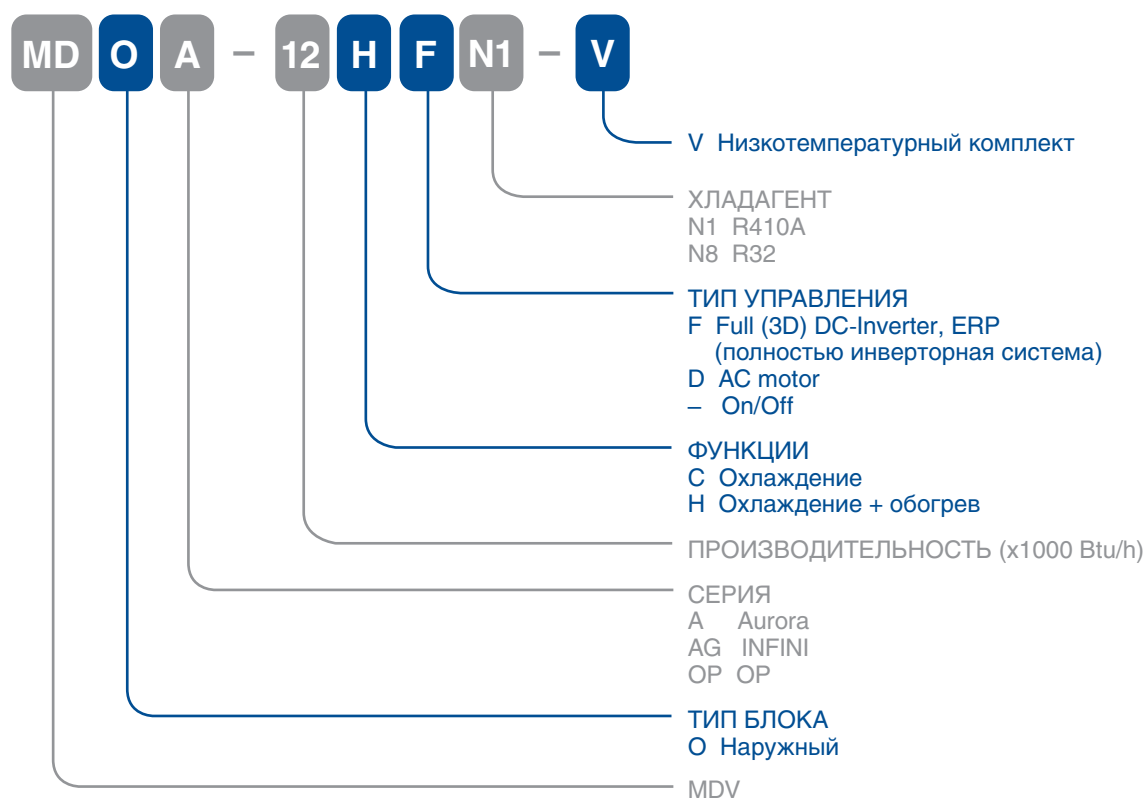 MD O A – 12 H F N1 – V
V Низкотемпературный комплект
ХЛАДАГЕНТ
N1 R410A
N8 R32
ТИП УПРАВЛЕНИЯ
F Full (3D) DC-Inverter, ERP
(полностью инверторная система)
D AC motor
– On/Off
ФУНКЦИИ
C Охлаждение
H Охлаждение + обогрев
ПРОИЗВОДИТЕЛЬНОСТЬ (x1000 Btu/h)
СЕРИЯ
A Aurora
AG INFINI
OP OP
ТИП БЛОКА
O Наружный
MDV